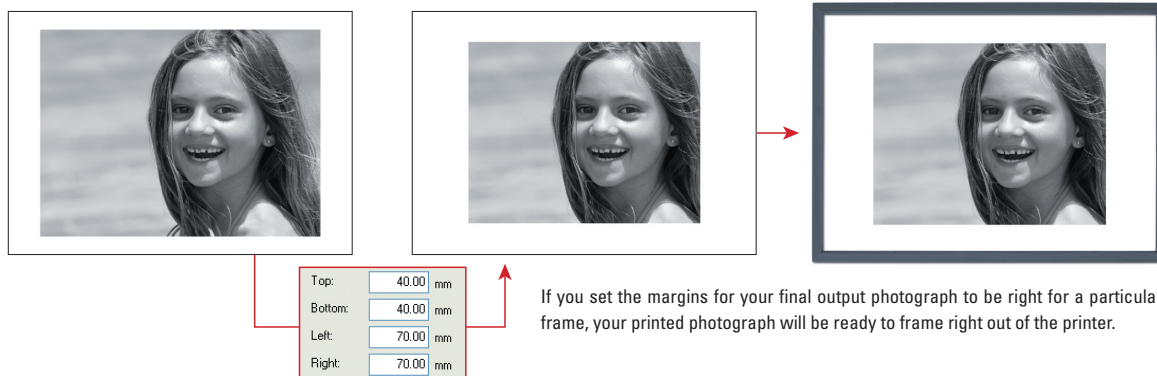 Top: 40.00 mm
Bottom: 40.00 mm
Left: 70.00 mm
Right: 70.00 mm
If you set the margins for your final output photograph to be right for a particula
frame, your printed photograph will be ready to frame right out of the printer.